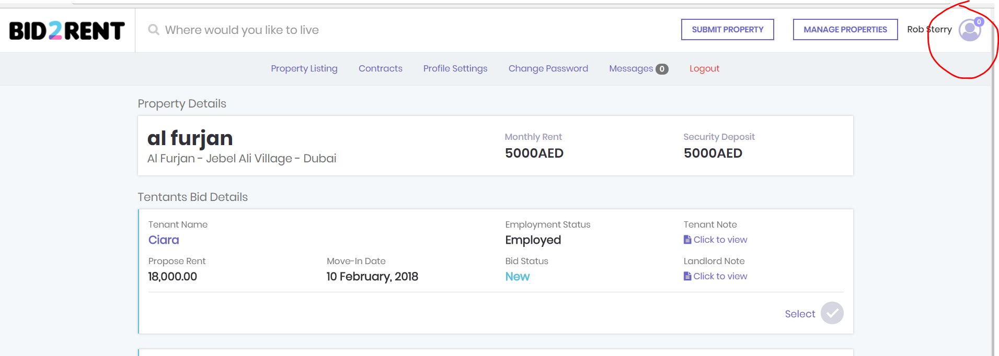 BID2RENT
Where would you like to live
SUBMIT PROPERTY
MANAGE PROPERTIES
Rob Sterry
0
Property Listing
Contracts
Profile Settings
Change Password
Messages 0
Logout
Property Details
al furjan
Al Furjan - Jebel Ali Village - Dubai
Monthly Rent
5000AED
Security Deposit
5000AED
Tentants Bid Details
Tenant Name
Ciara
Employment Status
Employed
Tenant Note
Click to view
Propose Rent
18,000.00
Move-In Date
10 February, 2018
Bid Status
New
Landlord Note
Click to view
Select